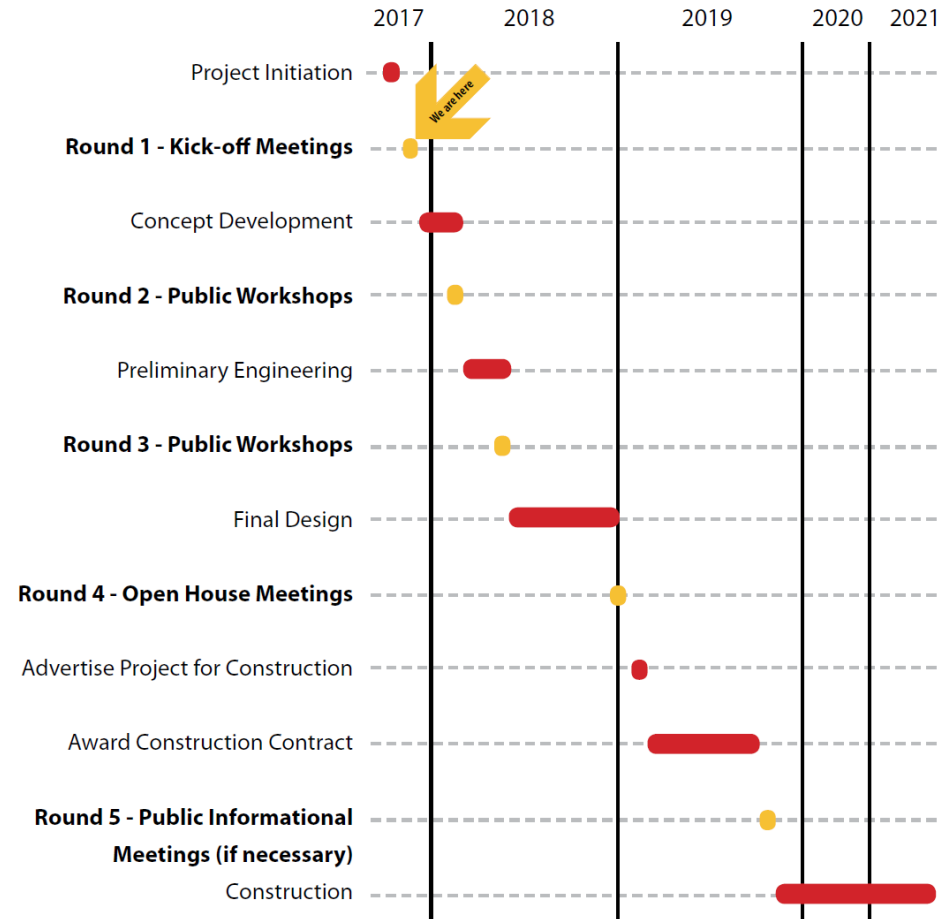 2017 2018 2019 2020 2021
Project Initiation
We are here
Round 1 - Kick-off Meetings
Concept Development
Round 2 - Public Workshops
Preliminary Engineering
Round 3 - Public Workshops
Final Design
Round 4 - Open House Meetings
Advertise Project for Construction
Award Construction Contract
Round 5 - Public Informational
Meetings (if necessary)
Construction